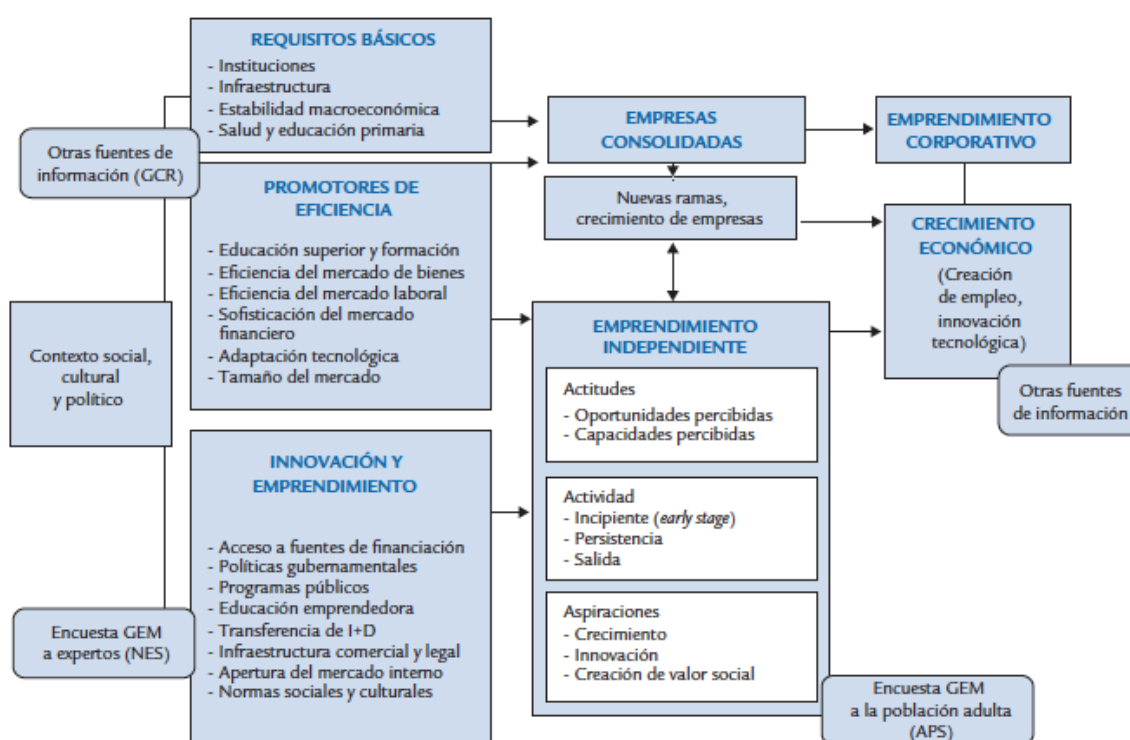 REQUISITOS BÁSICOS
- Instituciones
- Infraestructura
- Estabilidad macroeconómica
- Salud y educación primaria
Otras fuentes de
información (GCR)
PROMOTORES DE
EFICIENCIA
- Educación superior y formación
- Eficiencia del mercado de bienes
- Eficiencia del mercado laboral
- Sofisticación del mercado
financiero
- Adaptación tecnológica
- Tamaño del mercado
Contexto social,
cultural
y político
INNOVACIÓN Y
EMPRENDIMIENTO
- Acceso a fuentes de financiación
- Políticas gubernamentales
- Programas públicos
- Educación emprendedora
- Transferencia de I+D
- Infraestructura comercial y legal
- Apertura del mercado interno
- Normas sociales y culturales
Encuesta GEM
a expertos (NES)
EMPRESAS
CONSOLIDADAS
Nuevas ramas,
crecimiento de empresas
EMPRENDIMIENTO
INDEPENDIENTE
Actitudes
- Oportunidades percibidas
- Capacidades percibidas
Actividad
- Incipiente (early stage)
- Persistencia
- Salida
Aspiraciones
- Crecimiento
- Innovación
- Creación de valor social
Encuesta GEM
a la población adulta
(APS)
EMPRENDIMIENTO
CORPORATIVO
CRECIMIENTO
ECONÓMICO
(Creación
de empleo,
innovación
tecnológica)
Otras fuentes
de información